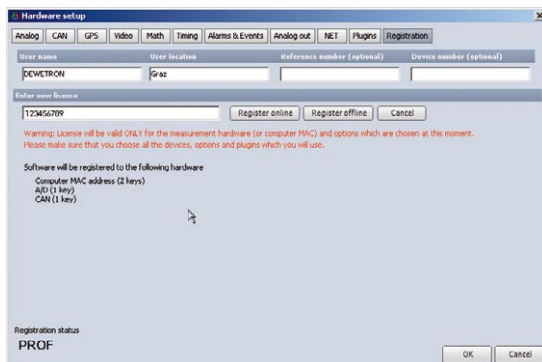 Hardware setup
Analog CAN GPS Video Math Timing Alarms & Events Analog out NET Plugins Registration
User name User location Reference number (optional) Device number (optional)
DEWETRON Graz
Enter new license
123456789 Register online Register offline Cancel
Warning: License will be valid ONLY for the measurement hardware (or computer MAC) and options which are chosen at this moment.
Please make sure that you choose all the devices, options and plugins which you will use.
Software will be registered to the following hardware
Computer MAC address (2 keys)
A/D (1 key)
CAN (1 key)
Registration status
PROF
OK Cancel